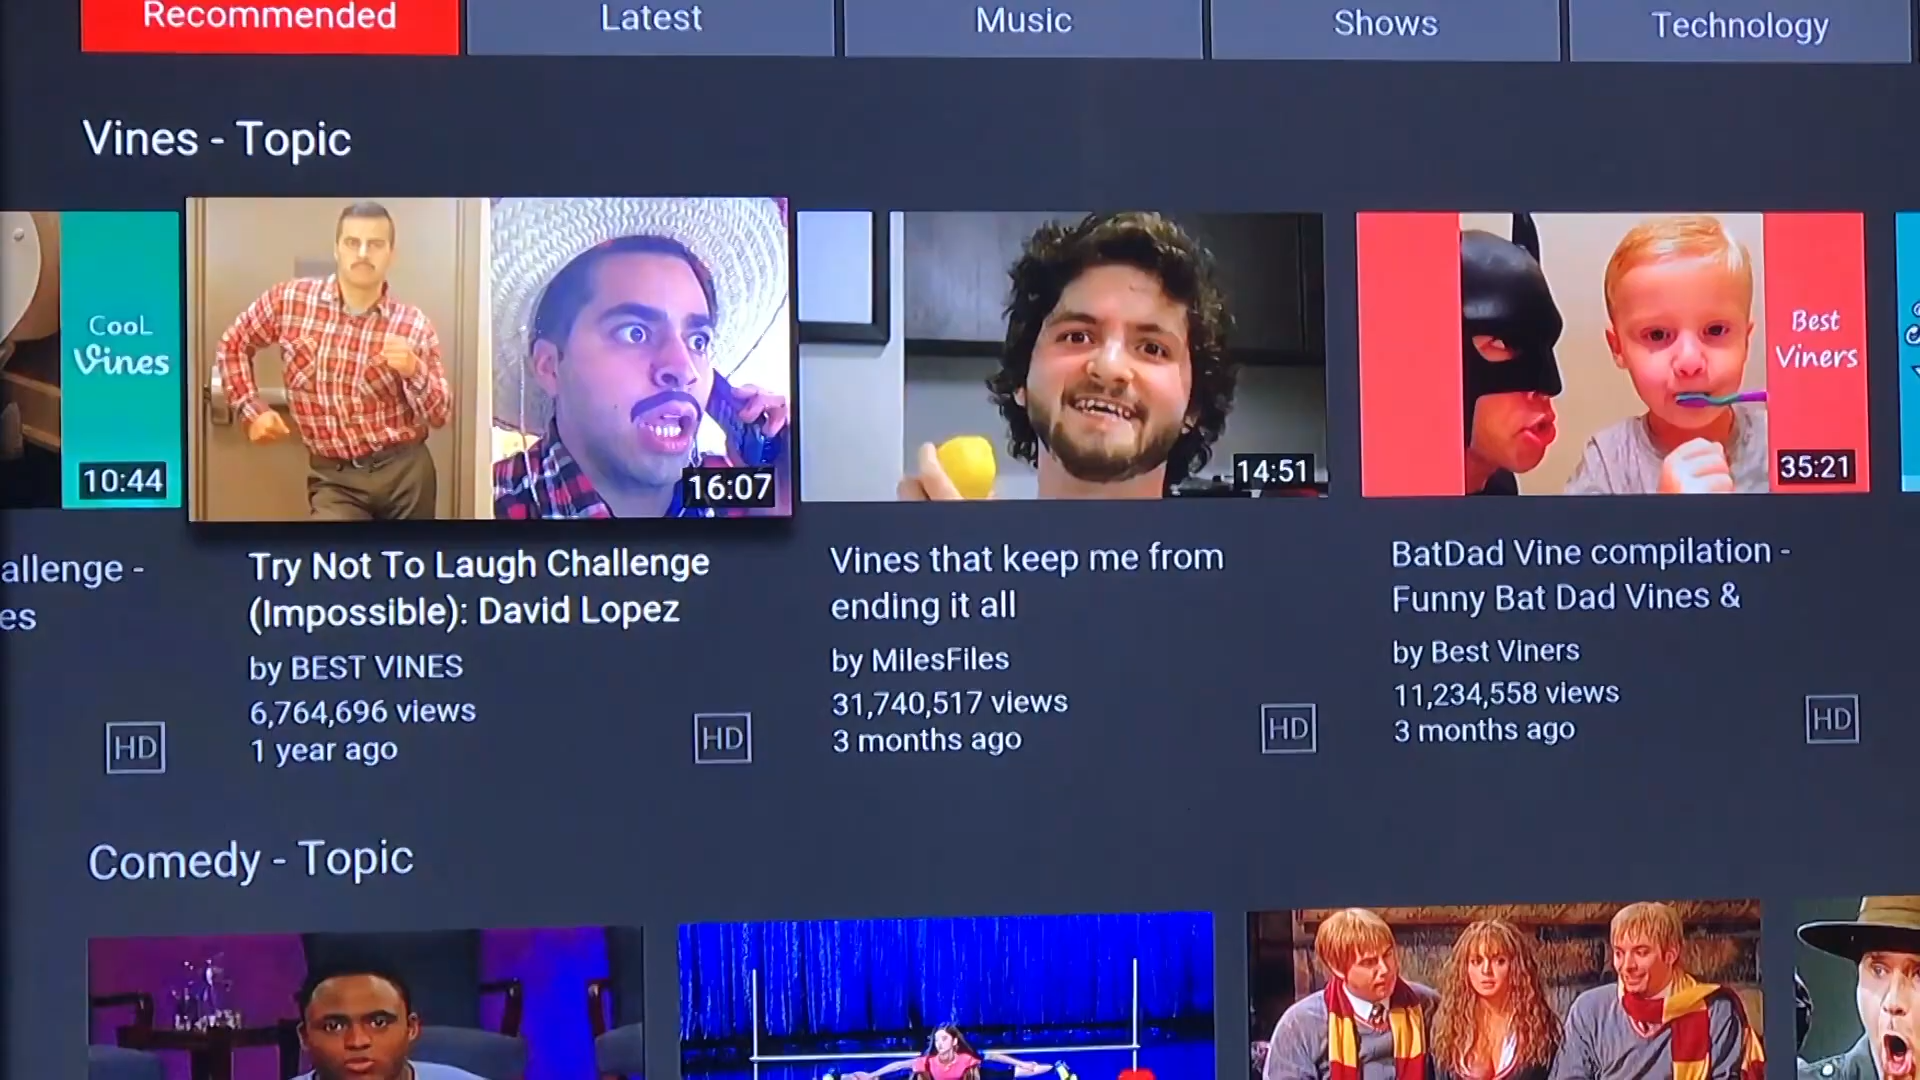 Recommended
Latest
Music
Shows
Technology
Vines - Topic
CooL
Vines
10:44
16:07
14:51
Best
Viners
35:21
allenge -
es
HD
Try Not To Laugh Challenge
(Impossible): David Lopez
by BEST VINES
6,764,696 views
1 year ago
HD
Vines that keep me from
ending it all
by MilesFiles
31,740,517 views
3 months ago
HD
BatDad Vine compilation -
Funny Bat Dad Vines &
by Best Viners
11,234,558 views
3 months ago
HD
Comedy - Topic